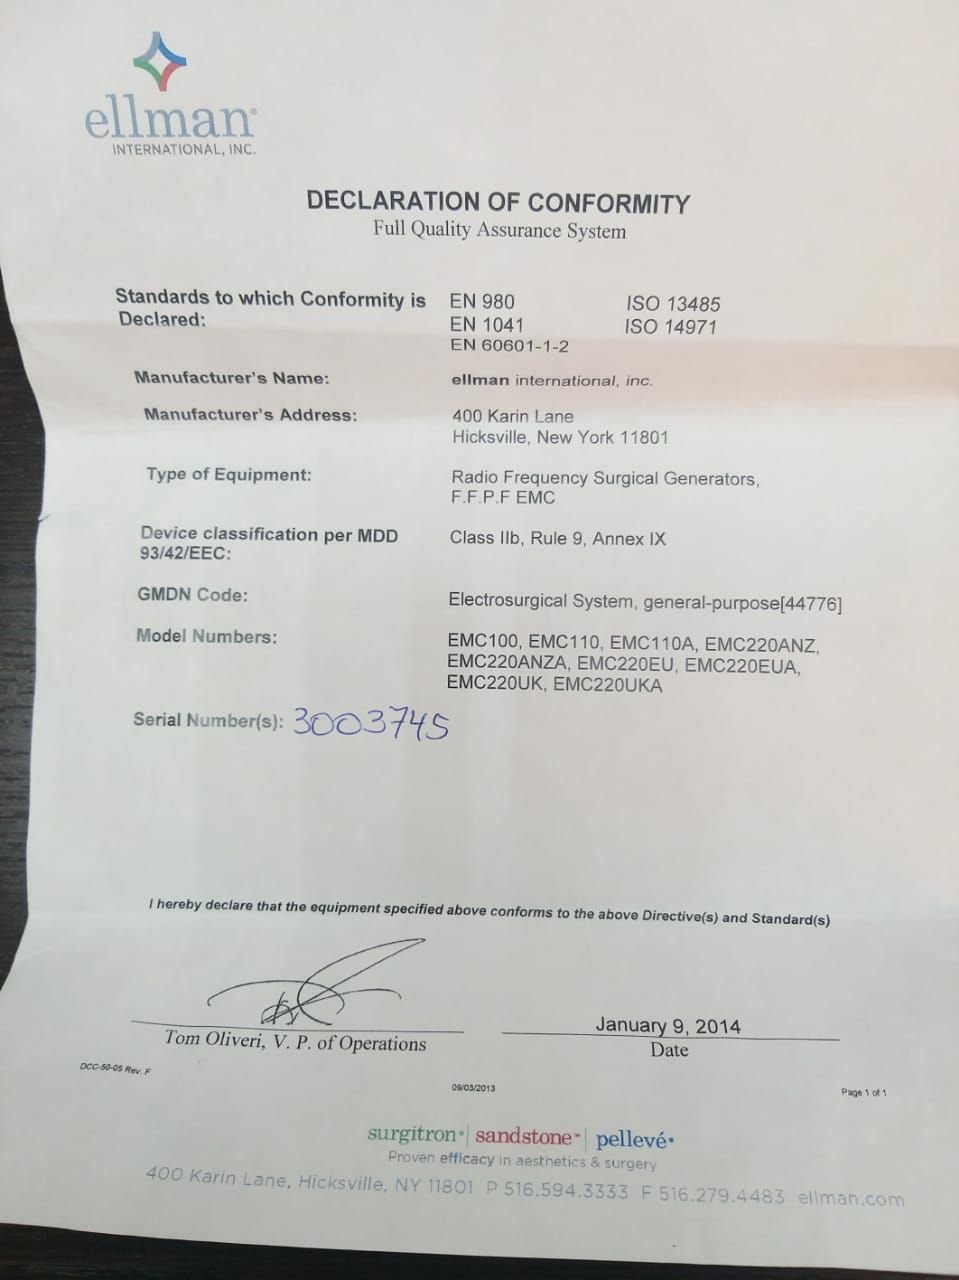 ellman®
INTERNATIONAL, INC.
DECLARATION OF CONFORMITY
Full Quality Assurance System
Standards to which Conformity is Declared:
EN 980 ISO 13485
EN 1041 ISO 14971
EN 60601-1-2
Manufacturer's Name: ellman international, inc.
Manufacturer's Address: 400 Karin Lane
Hicksville, New York 11801
Type of Equipment: Radio Frequency Surgical Generators,
F.F.P.F EMC
Device classification per MDD
93/42/EEC:
Class IIb, Rule 9, Annex IX
GMDN Code: Electrosurgical System, general-purpose[44776]
Model Numbers: EMC100, EMC110, EMC110A, EMC220ANZ,
EMC220ANZA, EMC220EU, EMC220EUA,
EMC220UK, EMC220UKA
Serial Number(s): 3003745
I hereby declare that the equipment specified above conforms to the above Directive(s) and Standard(s)
January 9, 2014
Tom Oliveri, V. P. of Operations
Date
DCC-50-05 Rev. F
09/03/2013
Page 1 of 1
surgitron® | sandstone™ | pellevé®
Proven efficacy in aesthetics & surgery
400 Karin Lane, Hicksville, NY 11801 P 516.594.3333 F 516.279.4483 ellman.com